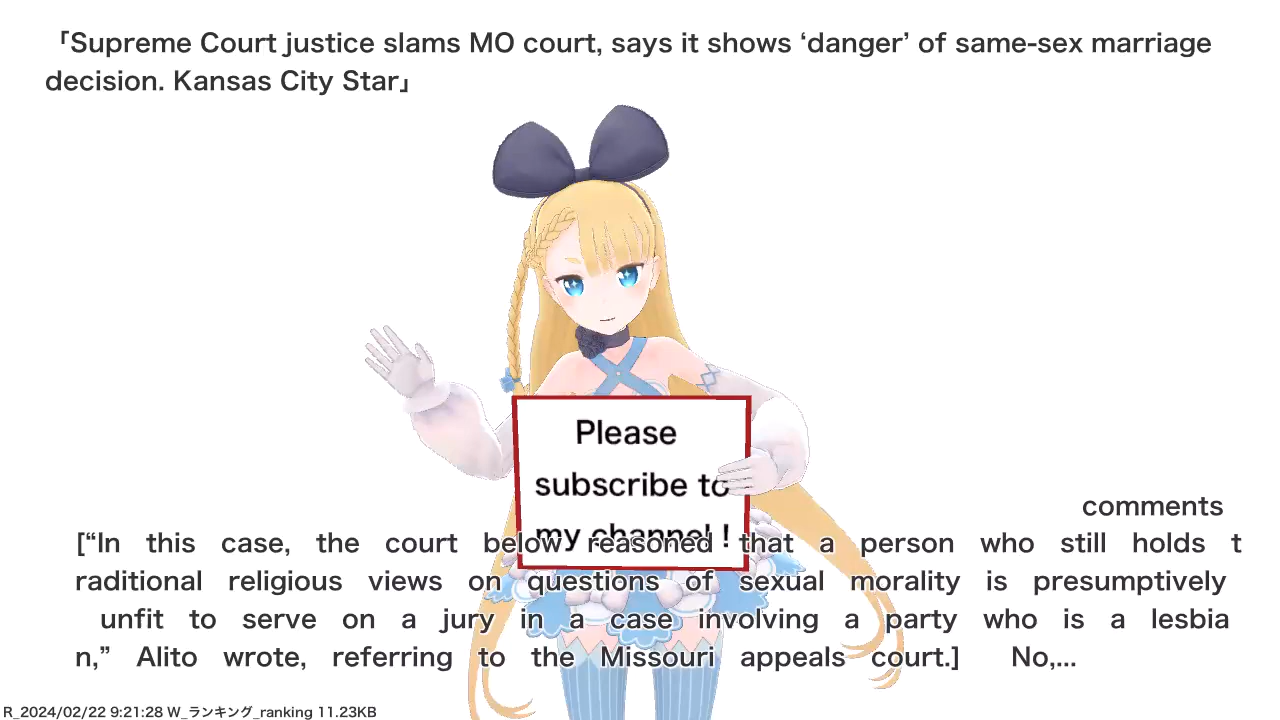 「Supreme Court justice slams MO court, says it shows ‘danger’ of same-sex marriage
decision. Kansas City Star」
Please
subscribe to
my channel !
comments
[“In this case, the court below reasoned that a person who still holds t
raditional religious views on questions of sexual morality is presumptively
unfit to serve on a jury in a case involving a party who is a lesbia
n,” Alito wrote, referring to the Missouri appeals court.] No,...
R_2024/02/22 9:21:28 W_ランキング_ranking 11.23KB